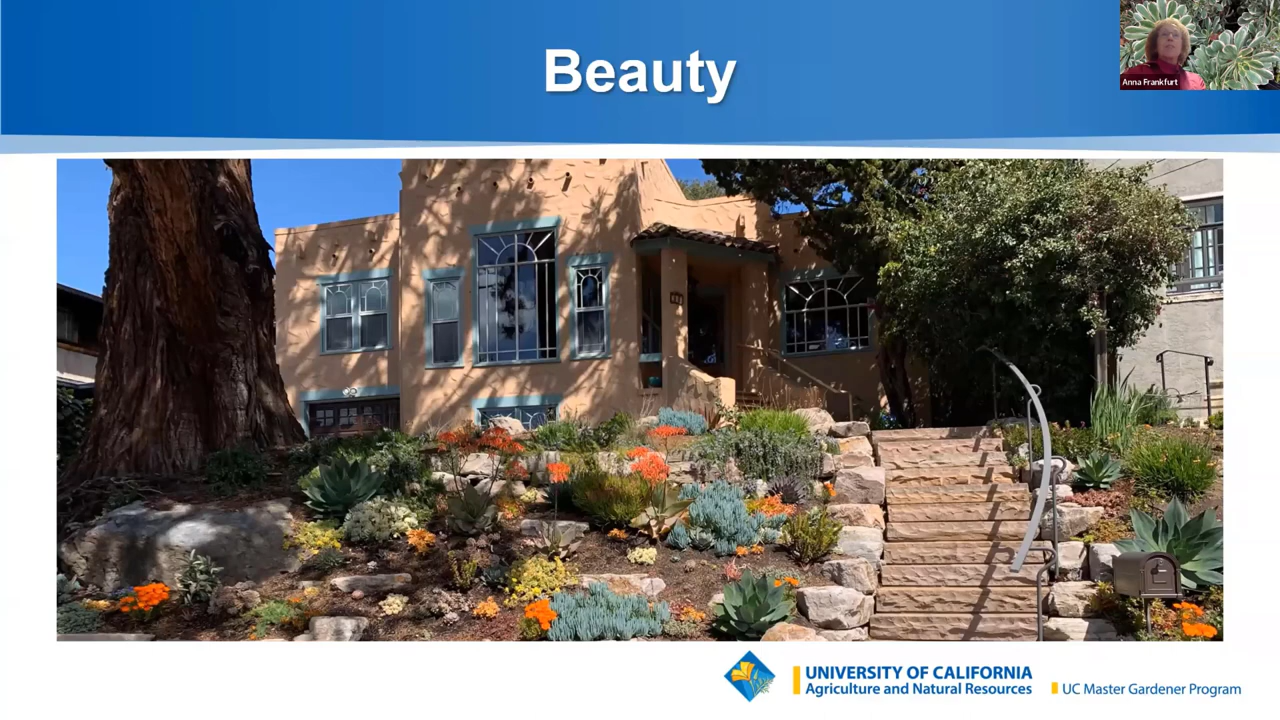 Beauty
Anna Frankfurt
UNIVERSITY OF CALIFORNIA
Agriculture and Natural Resources
UC Master Gardener Program